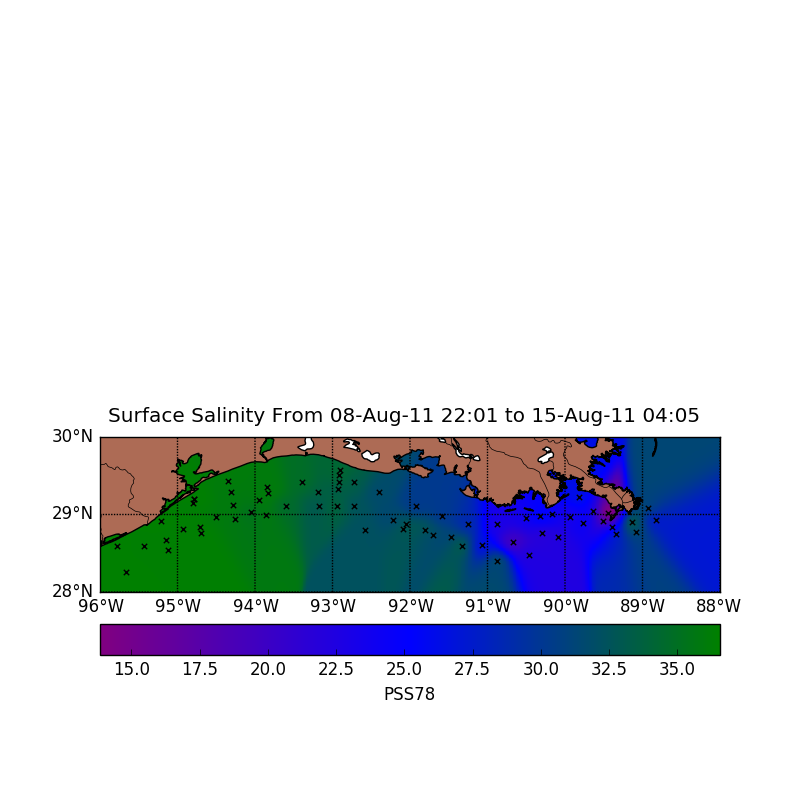 Surface Salinity From 08-Aug-11 22:01 to 15-Aug-11 04:05
30°N
29°N
28°N
96°W 95°W 94°W 93°W 92°W 91°W 90°W 89°W 88°W
15.0 17.5 20.0 22.5 25.0 27.5 30.0 32.5 35.0
PSS78